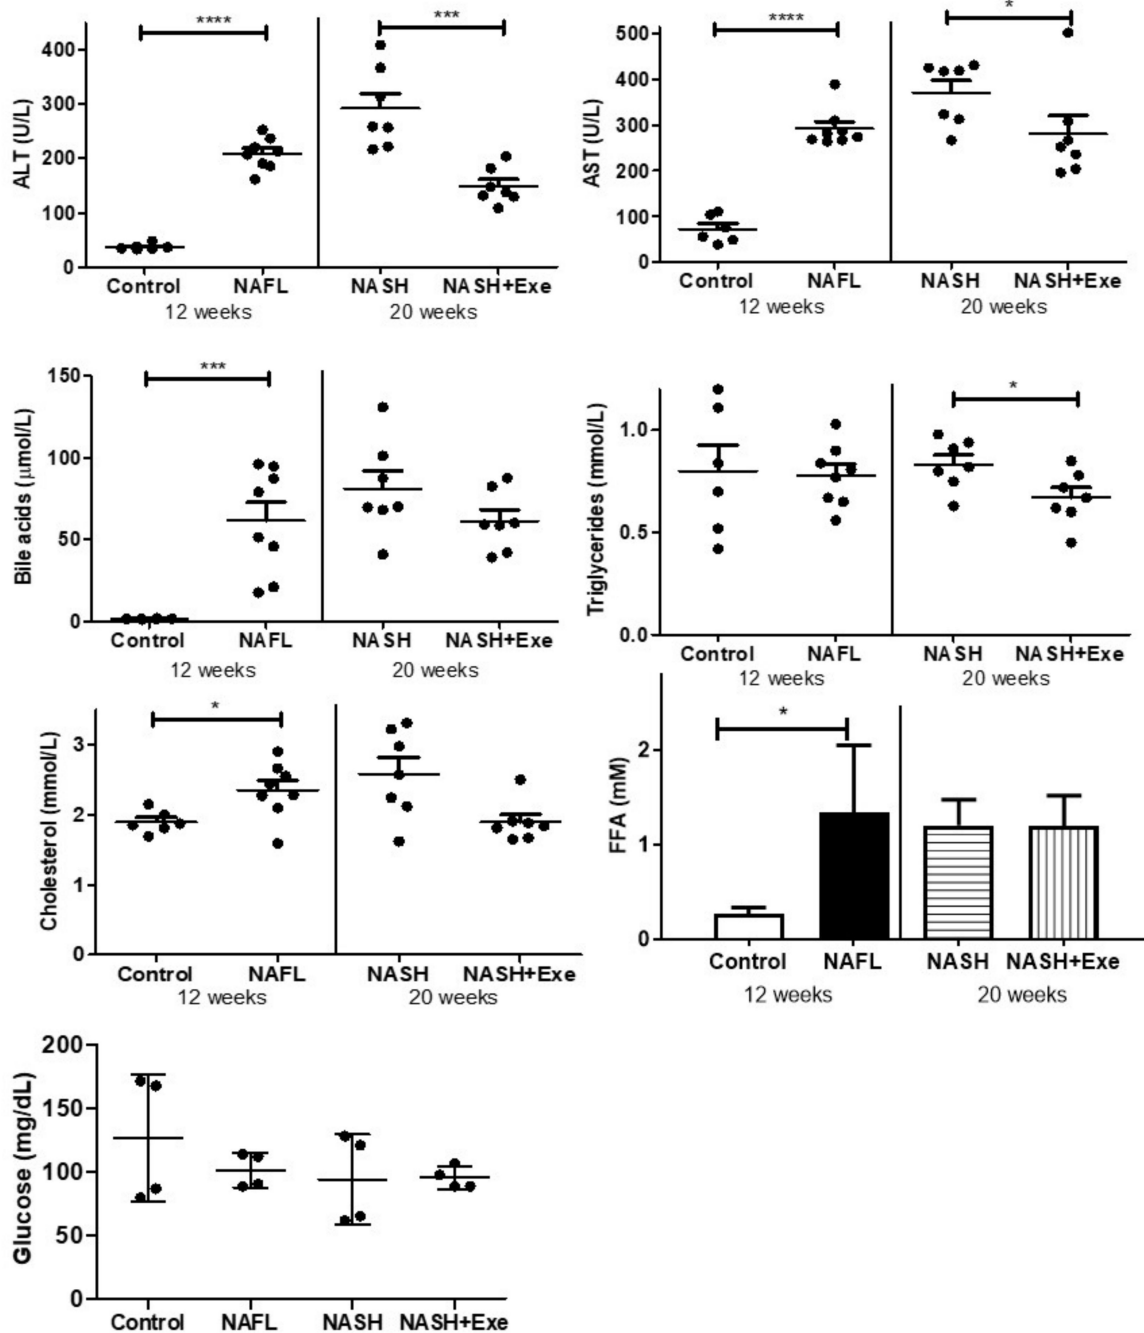 ****
***
400
300
200
100
0
ALT (U/L)
Control NAFL NASH NASH+Exe
12 weeks 20 weeks
****
*
500
400
300
200
100
0
AST (U/L)
Control NAFL NASH NASH+Exe
12 weeks 20 weeks
***
150
100
50
0
Bile acids (µmol/L)
Control NAFL NASH NASH+Exe
12 weeks 20 weeks
*
1.0
0.5
0.0
Triglycerides (mmol/L)
Control NAFL NASH NASH+Exe
12 weeks 20 weeks
*
3
2
1
0
Cholesterol (mmol/L)
Control NAFL NASH NASH+Exe
12 weeks 20 weeks
*
2
1
0
FFA (mM)
Control NAFL NASH NASH+Exe
12 weeks 20 weeks
200
150
100
50
0
Glucose (mg/dL)
Control NAFL NASH NASH+Exe